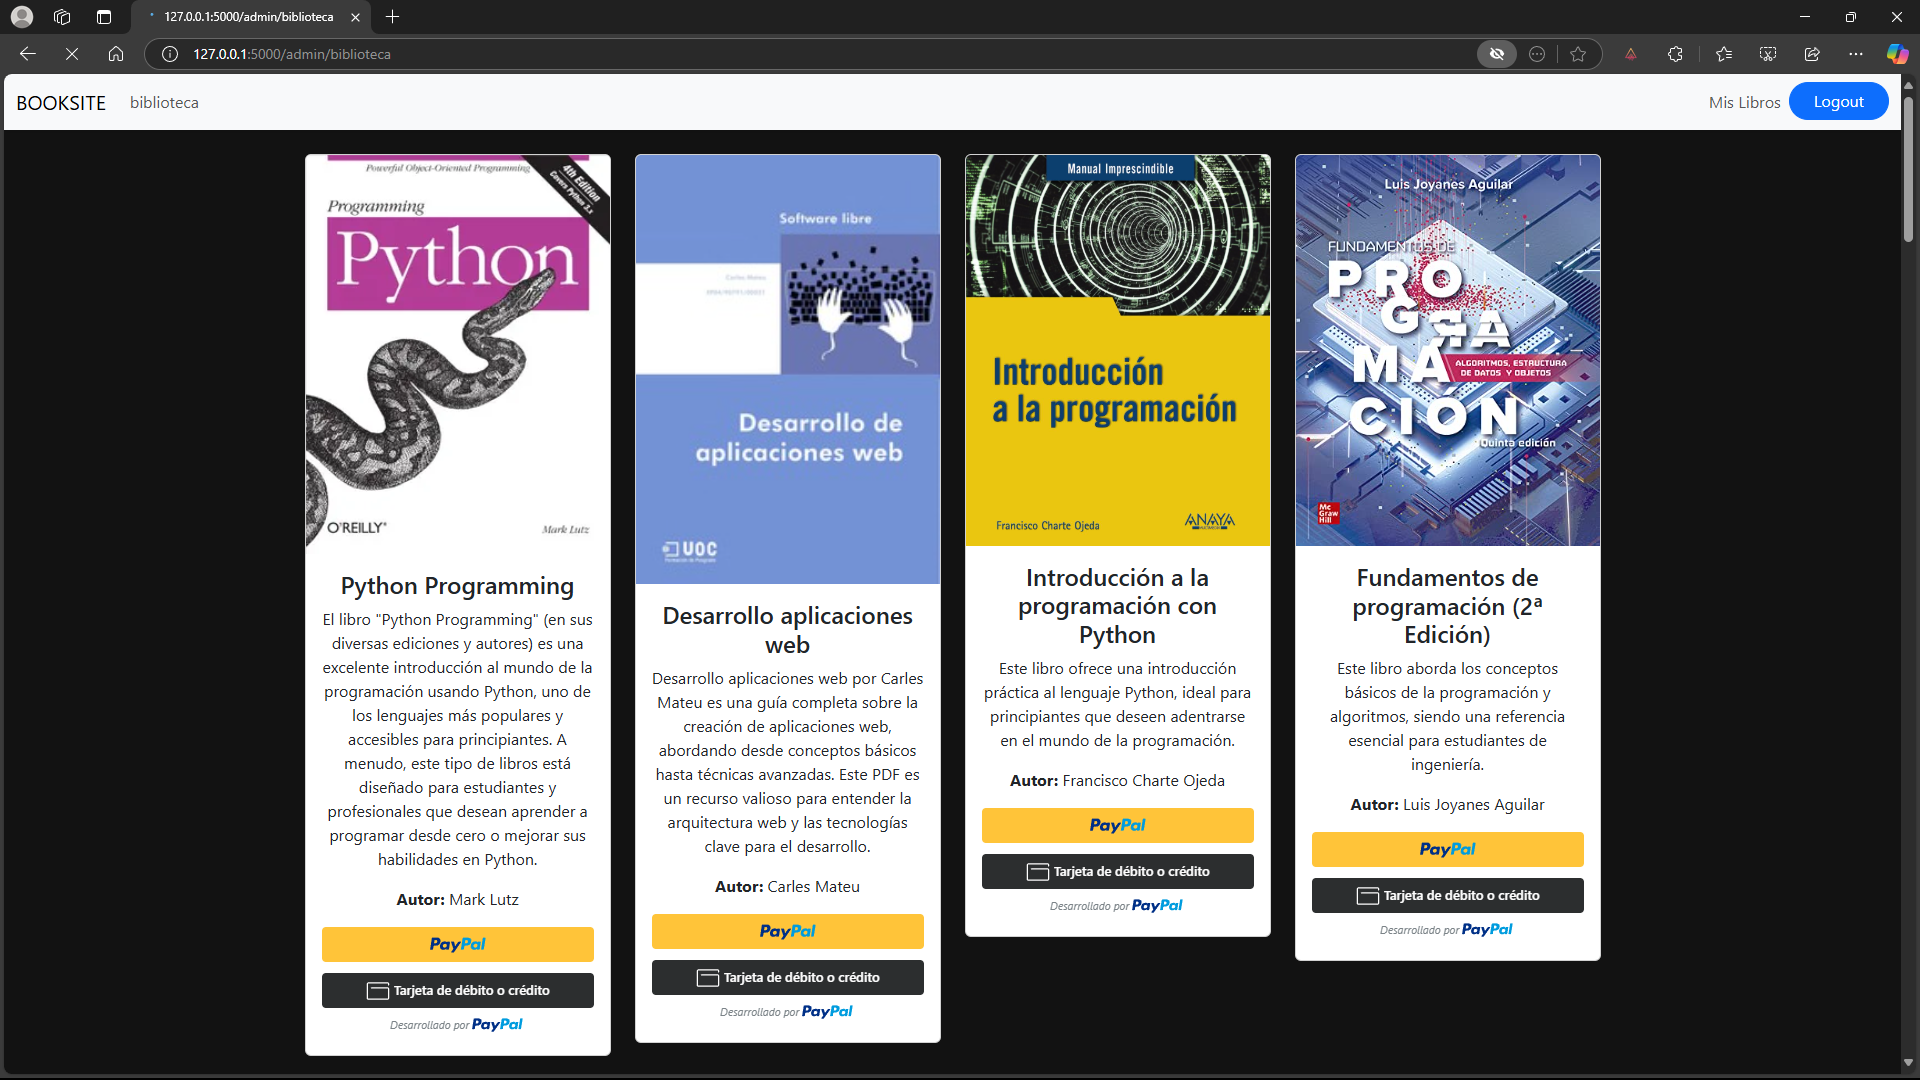 127.0.0.1:5000/admin/biblioteca
127.0.0.1:5000/admin/biblioteca
BOOKSITE
biblioteca
Mis Libros
Logout
Powerful Object-Oriented Programming
4th Edition
Covers Python 3.x
Programming
Python
O'REILLY®
Mark Lutz
Python Programming
El libro "Python Programming" (en sus
diversas ediciones y autores) es una
excelente introducción al mundo de la
programación usando Python, uno de
los lenguajes más populares y
accesibles para principiantes. A
menudo, este tipo de libros está
diseñado para estudiantes y
profesionales que desean aprender a
programar desde cero o mejorar sus
habilidades en Python.
Autor: Mark Lutz
PayPal
Tarjeta de débito o crédito
Desarrollado por PayPal
Software libre
Carles Mateu
Desarrollo de
aplicaciones web
UOC
Desarrollo aplicaciones
web
Desarrollo aplicaciones web por Carles
Mateu es una guía completa sobre la
creación de aplicaciones web,
abordando desde conceptos básicos
hasta técnicas avanzadas. Este PDF es
un recurso valioso para entender la
arquitectura web y las tecnologías
clave para el desarrollo.
Autor: Carles Mateu
PayPal
Tarjeta de débito o crédito
Desarrollado por PayPal
Manual Imprescindible
Introducción
a la programación
Francisco Charte Ojeda
ANAYA
Introducción a la
programación con
Python
Este libro ofrece una introducción
práctica al lenguaje Python, ideal para
principiantes que deseen adentrarse
en el mundo de la programación.
Autor: Francisco Charte Ojeda
PayPal
Tarjeta de débito o crédito
Desarrollado por PayPal
Luis Joyanes Aguilar
FUNDAMENTOS DE
PRO
GRA
MÁ
CIÓN
ALGORITMOS, ESTRUCTURA
DE DATOS Y OBJETOS
Quinta edición
Mc
Graw
Hill
Fundamentos de
programación (2ª
Edición)
Este libro aborda los conceptos
básicos de la programación y
algoritmos, siendo una referencia
esencial para estudiantes de
ingeniería.
Autor: Luis Joyanes Aguilar
PayPal
Tarjeta de débito o crédito
Desarrollado por PayPal